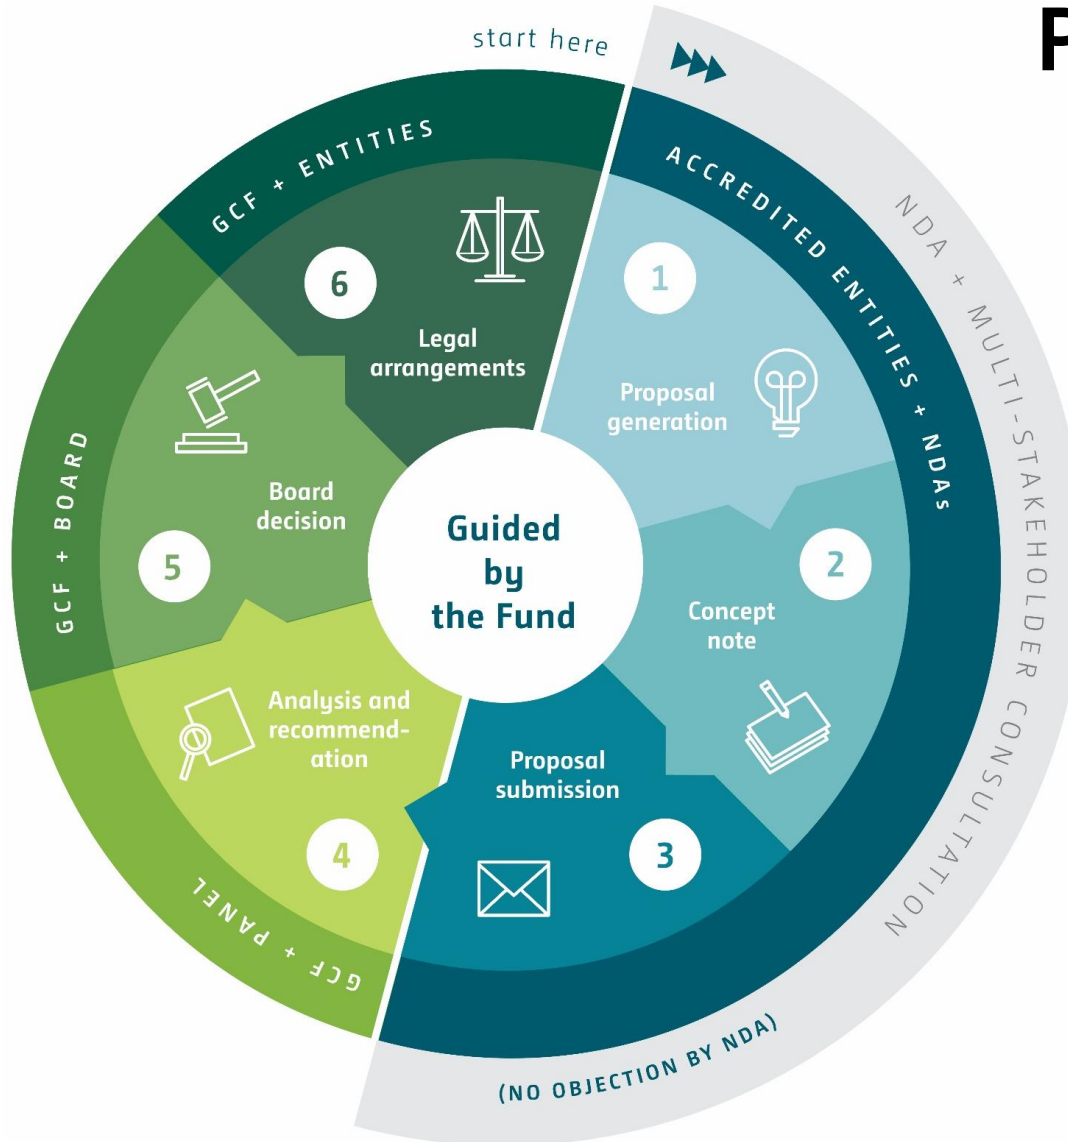 P
start here
NDA + MULTI-STAKEHOLDER CONSULTATION
(NO OBJECTION BY NDA)
ACCREDITED ENTITIES + NDAs
1
Proposal
generation
2
Concept
note
3
Proposal
submission
GCF + PANEL
4
Analysis and
recommend-
ation
GCF + BOARD
5
Board
decision
GCF + ENTITIES
6
Legal
arrangements
Guided
by
the Fund